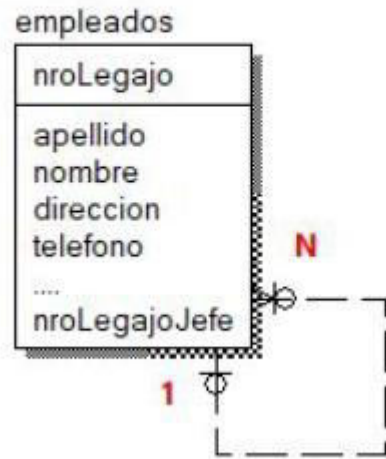 empleados
nroLegajo
apellido
nombre
direccion
telefono
....
nroLegajoJefe
N
1